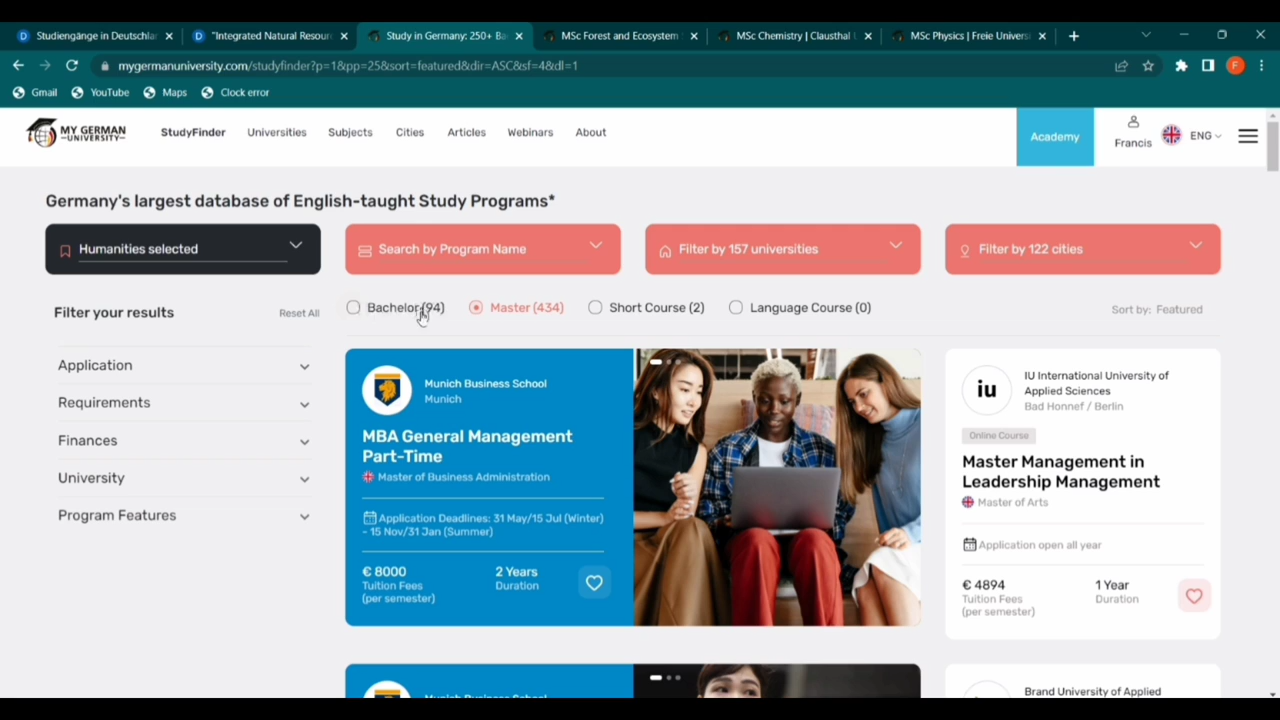 Studiengänge in Deutschlan
"Integrated Natural Resour
Study in Germany: 250+ Ba
MSc Forest and Ecosystem
MSc Chemistry | Clausthal
MSc Physics | Freie Univers
mygermanuniversity.com/studyfinder?p=1&pp=25&sort=featured&dir=ASC&sf=4&dl=1
F
Gmail
YouTube
Maps
Clock error
MY GERMAN
UNIVERSITY
StudyFinder
Universities
Subjects
Cities
Articles
Webinars
About
Academy
Francis
ENG
Germany's largest database of English-taught Study Programs*
Humanities selected
Search by Program Name
Filter by 157 universities
Filter by 122 cities
Filter your results
Reset All
Bachelor (94)
Master (434)
Short Course (2)
Language Course (0)
Sort by: Featured
Application
Requirements
Finances
University
Program Features
Munich Business School
Munich
MBA General Management
Part-Time
Master of Business Administration
Application Deadlines: 31 May/15 Jul (Winter)
- 15 Nov/31 Jan (Summer)
€ 8000
Tuition Fees
(per semester)
2 Years
Duration
iu
IU International University of
Applied Sciences
Bad Honnef / Berlin
Online Course
Master Management in
Leadership Management
Master of Arts
Application open all year
€ 4894
Tuition Fees
(per semester)
1 Year
Duration
Munich Business School
Brand University of Applied